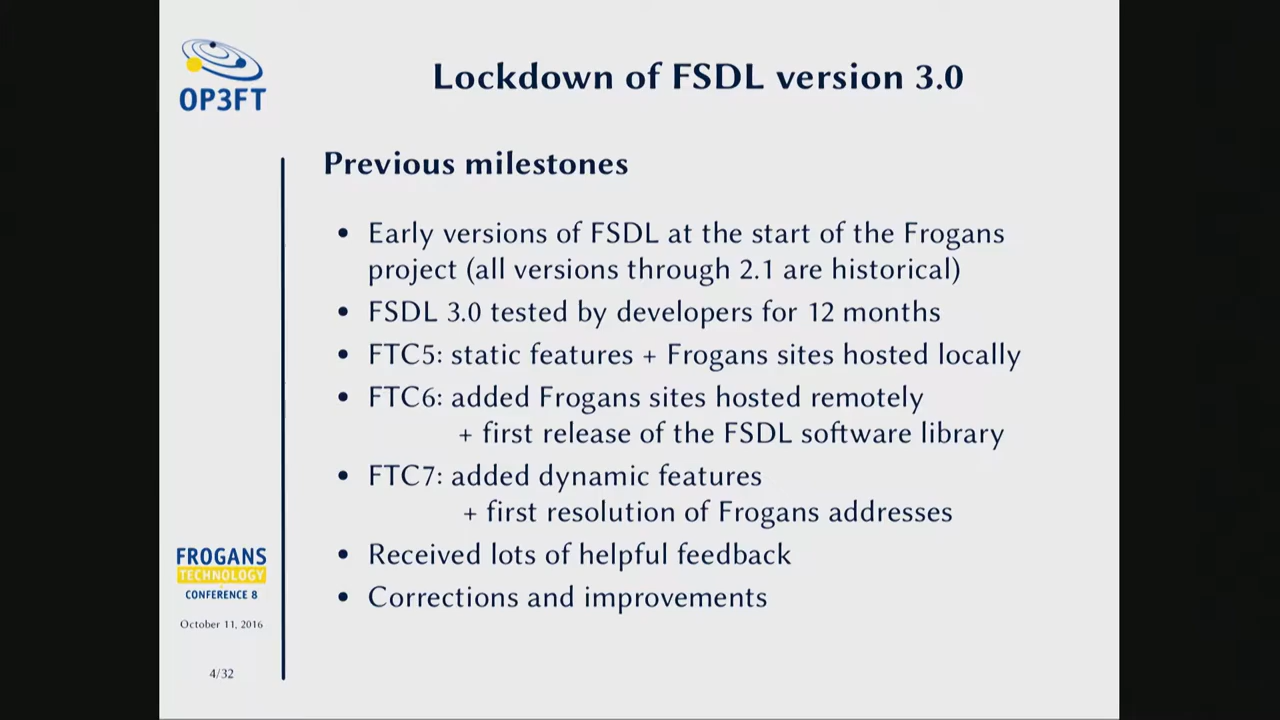 OP3FT
Lockdown of FSDL version 3.0
Previous milestones
• Early versions of FSDL at the start of the Frogans
project (all versions through 2.1 are historical)
• FSDL 3.0 tested by developers for 12 months
• FTC5: static features + Frogans sites hosted locally
• FTC6: added Frogans sites hosted remotely
+ first release of the FSDL software library
• FTC7: added dynamic features
+ first resolution of Frogans addresses
• Received lots of helpful feedback
• Corrections and improvements
FROGANS
TECHNOLOGY
CONFERENCE 8
October 11, 2016
4/32